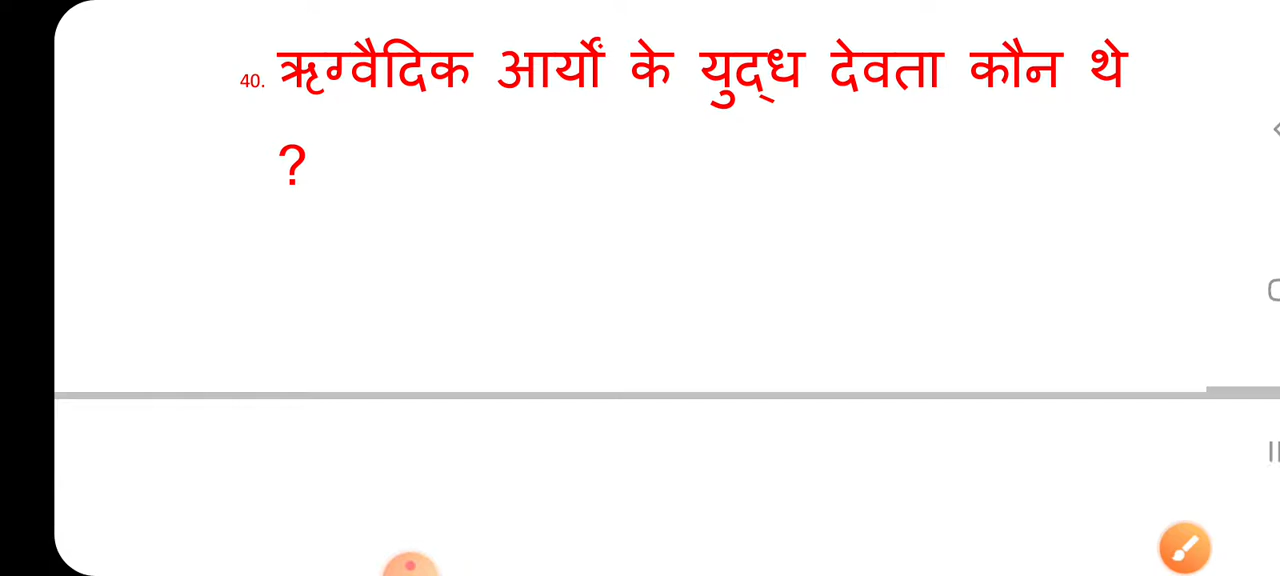 40. ऋग्वैदिक आर्यों के युद्ध देवता कौन थे
?